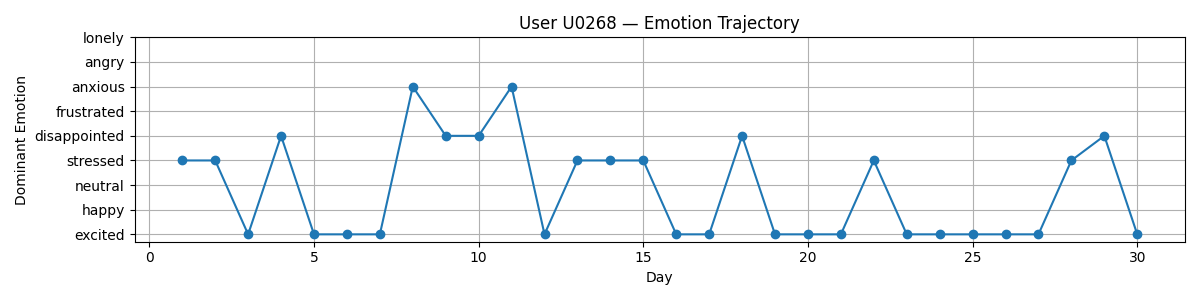 User U0268 — Emotion Trajectory
Dominant Emotion
lonely
angry
anxious
frustrated
disappointed
stressed
neutral
happy
excited
0 5 10 15 20 25 30
Day